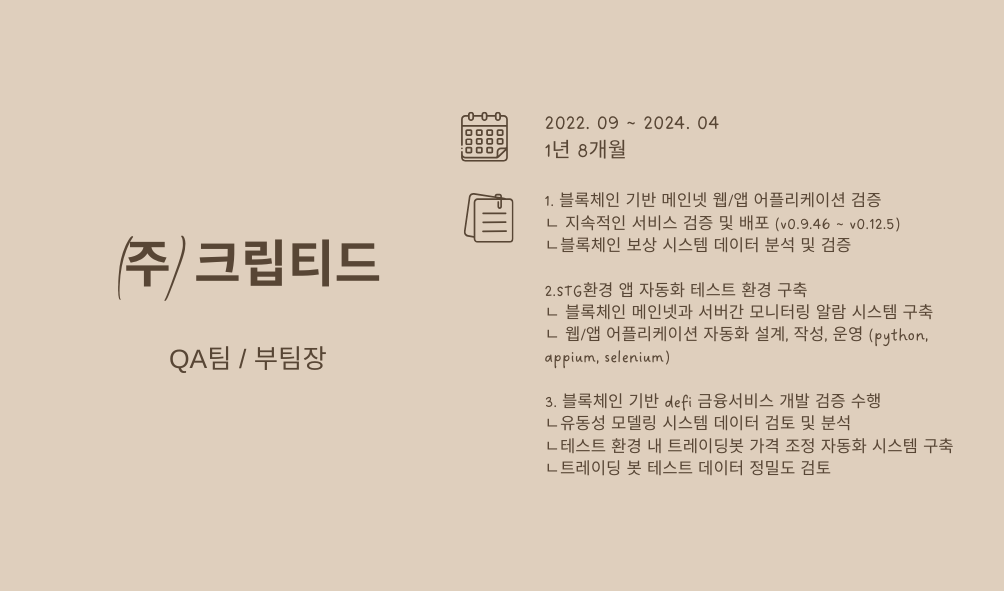 (주) 크립티드
QA팀 / 부팀장
2022. 09 ~ 2024. 04
1년 8개월
1. 블록체인 기반 메인넷 웹/앱 어플리케이션 검증
ㄴ 지속적인 서비스 검증 및 배포 (v0.9.46 ~ v0.12.5)
ㄴ블록체인 보상 시스템 데이터 분석 및 검증
2.STG환경 앱 자동화 테스트 환경 구축
ㄴ 블록체인 메인넷과 서버간 모니터링 알람 시스템 구축
ㄴ 웹/앱 어플리케이션 자동화 설계, 작성, 운영 (python,
appium, selenium)
3. 블록체인 기반 defi 금융서비스 개발 검증 수행
ㄴ유동성 모델링 시스템 데이터 검토 및 분석
ㄴ테스트 환경 내 트레이딩봇 가격 조정 자동화 시스템 구축
ㄴ트레이딩 봇 테스트 데이터 정밀도 검토